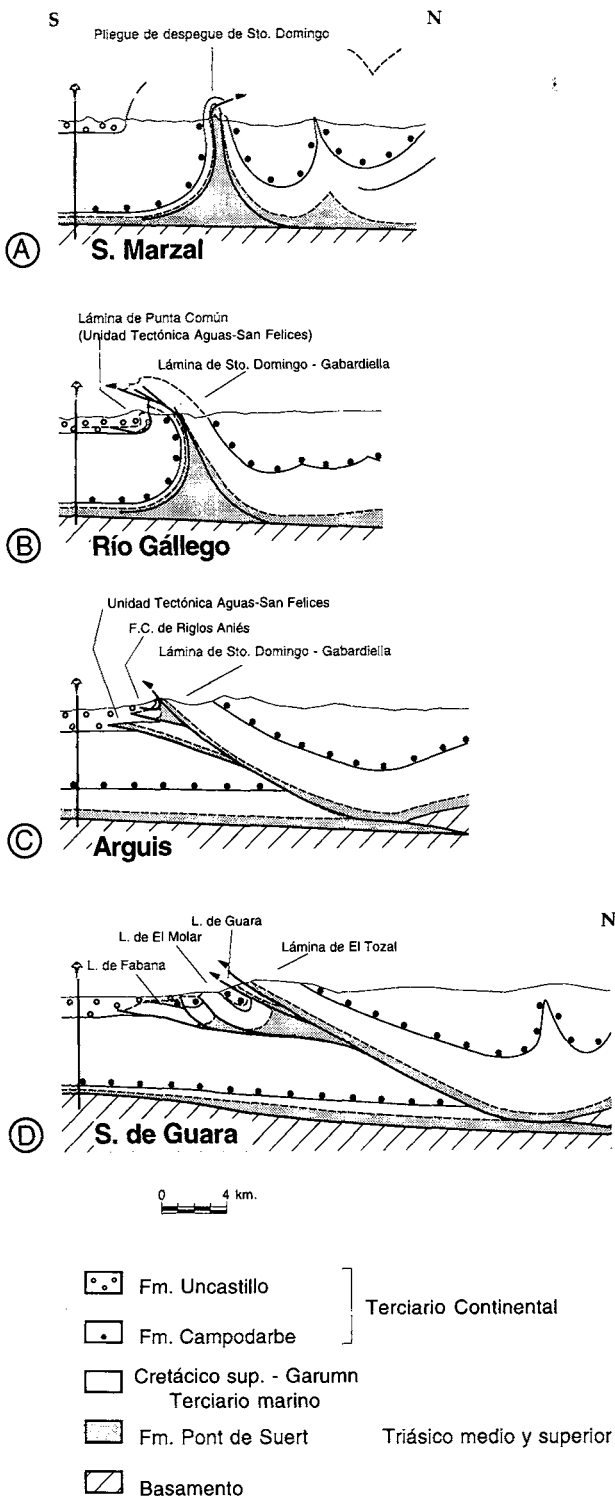 S N
Pliegue de despegue de Sto. Domingo
A S. Marzal
Lámina de Punta Común
(Unidad Tectónica Aguas-San Felices)
Lámina de Sto. Domingo - Gabardiella
B Río Gállego
Unidad Tectónica Aguas-San Felices
F.C. de Riglos Aniés
Lámina de Sto. Domingo - Gabardiella
C Arguis
N
L. de Guara
L. de El Molar
Lámina de El Tozal
L. de Fabana
D S. de Guara
0 4 km.
Fm. Uncastillo
Terciario Continental
Fm. Campodarbe
Cretácico sup. - Garumn
Terciario marino
Fm. Pont de Suert Triásico medio y superior
Basamento